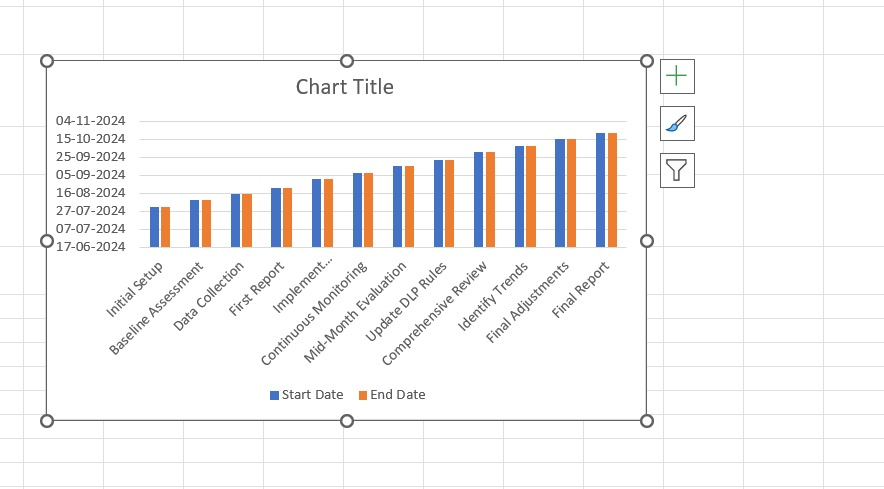 Chart Title
04-11-2024
15-10-2024
25-09-2024
05-09-2024
16-08-2024
27-07-2024
07-07-2024
17-06-2024
Initial Setup
Baseline Assessment
Data Collection
First Report
Implement...
Continuous Monitoring
Mid-Month Evaluation
Update DLP Rules
Comprehensive Review
Identify Trends
Final Adjustments
Final Report
Start Date
End Date